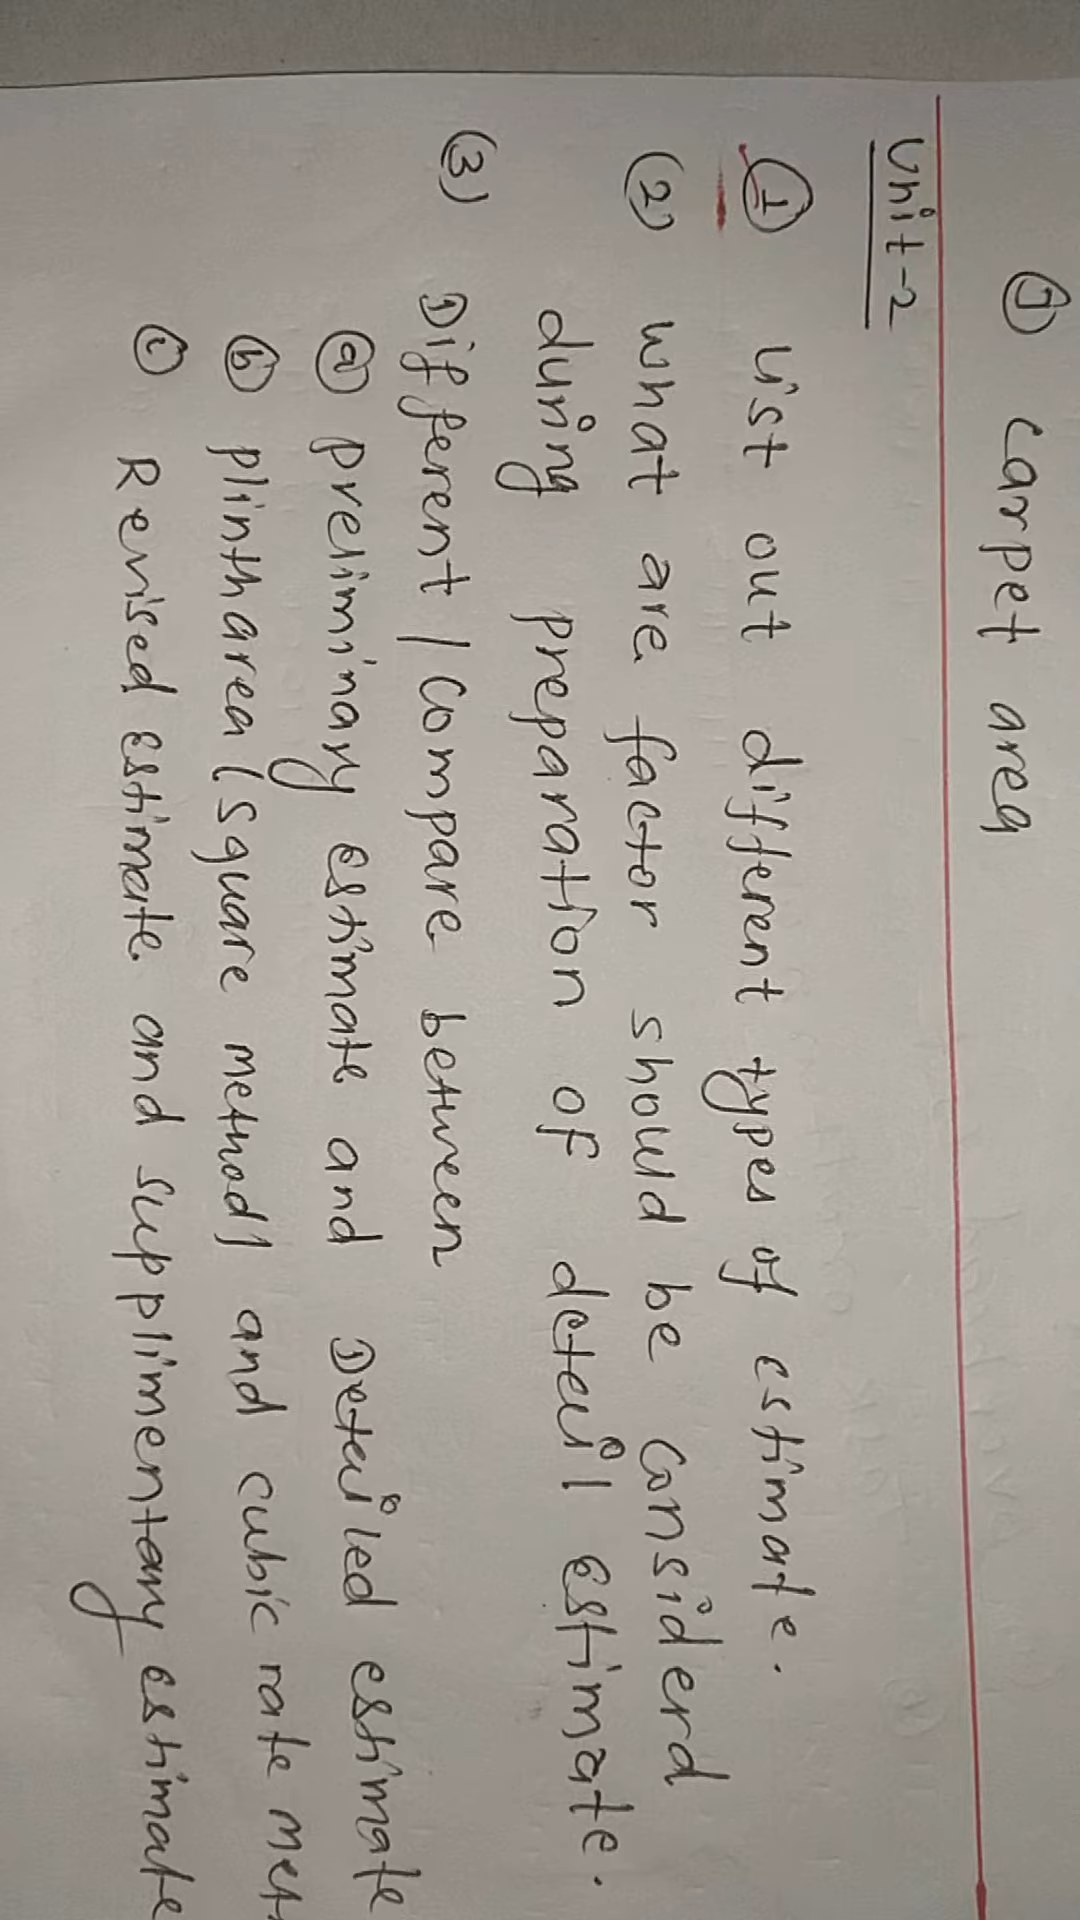 ⑦ Carpet area
Unit-2
① List out different types of estimate.
(2) What are factor should be Considerd
during preparation of detail estimate.
(3) Different / Compare between
ⓐ preliminary estimate and Detailed estimate
ⓑ plinth area (square method) and cubic rate
ⓒ Revised estimate and supplimentary estimate